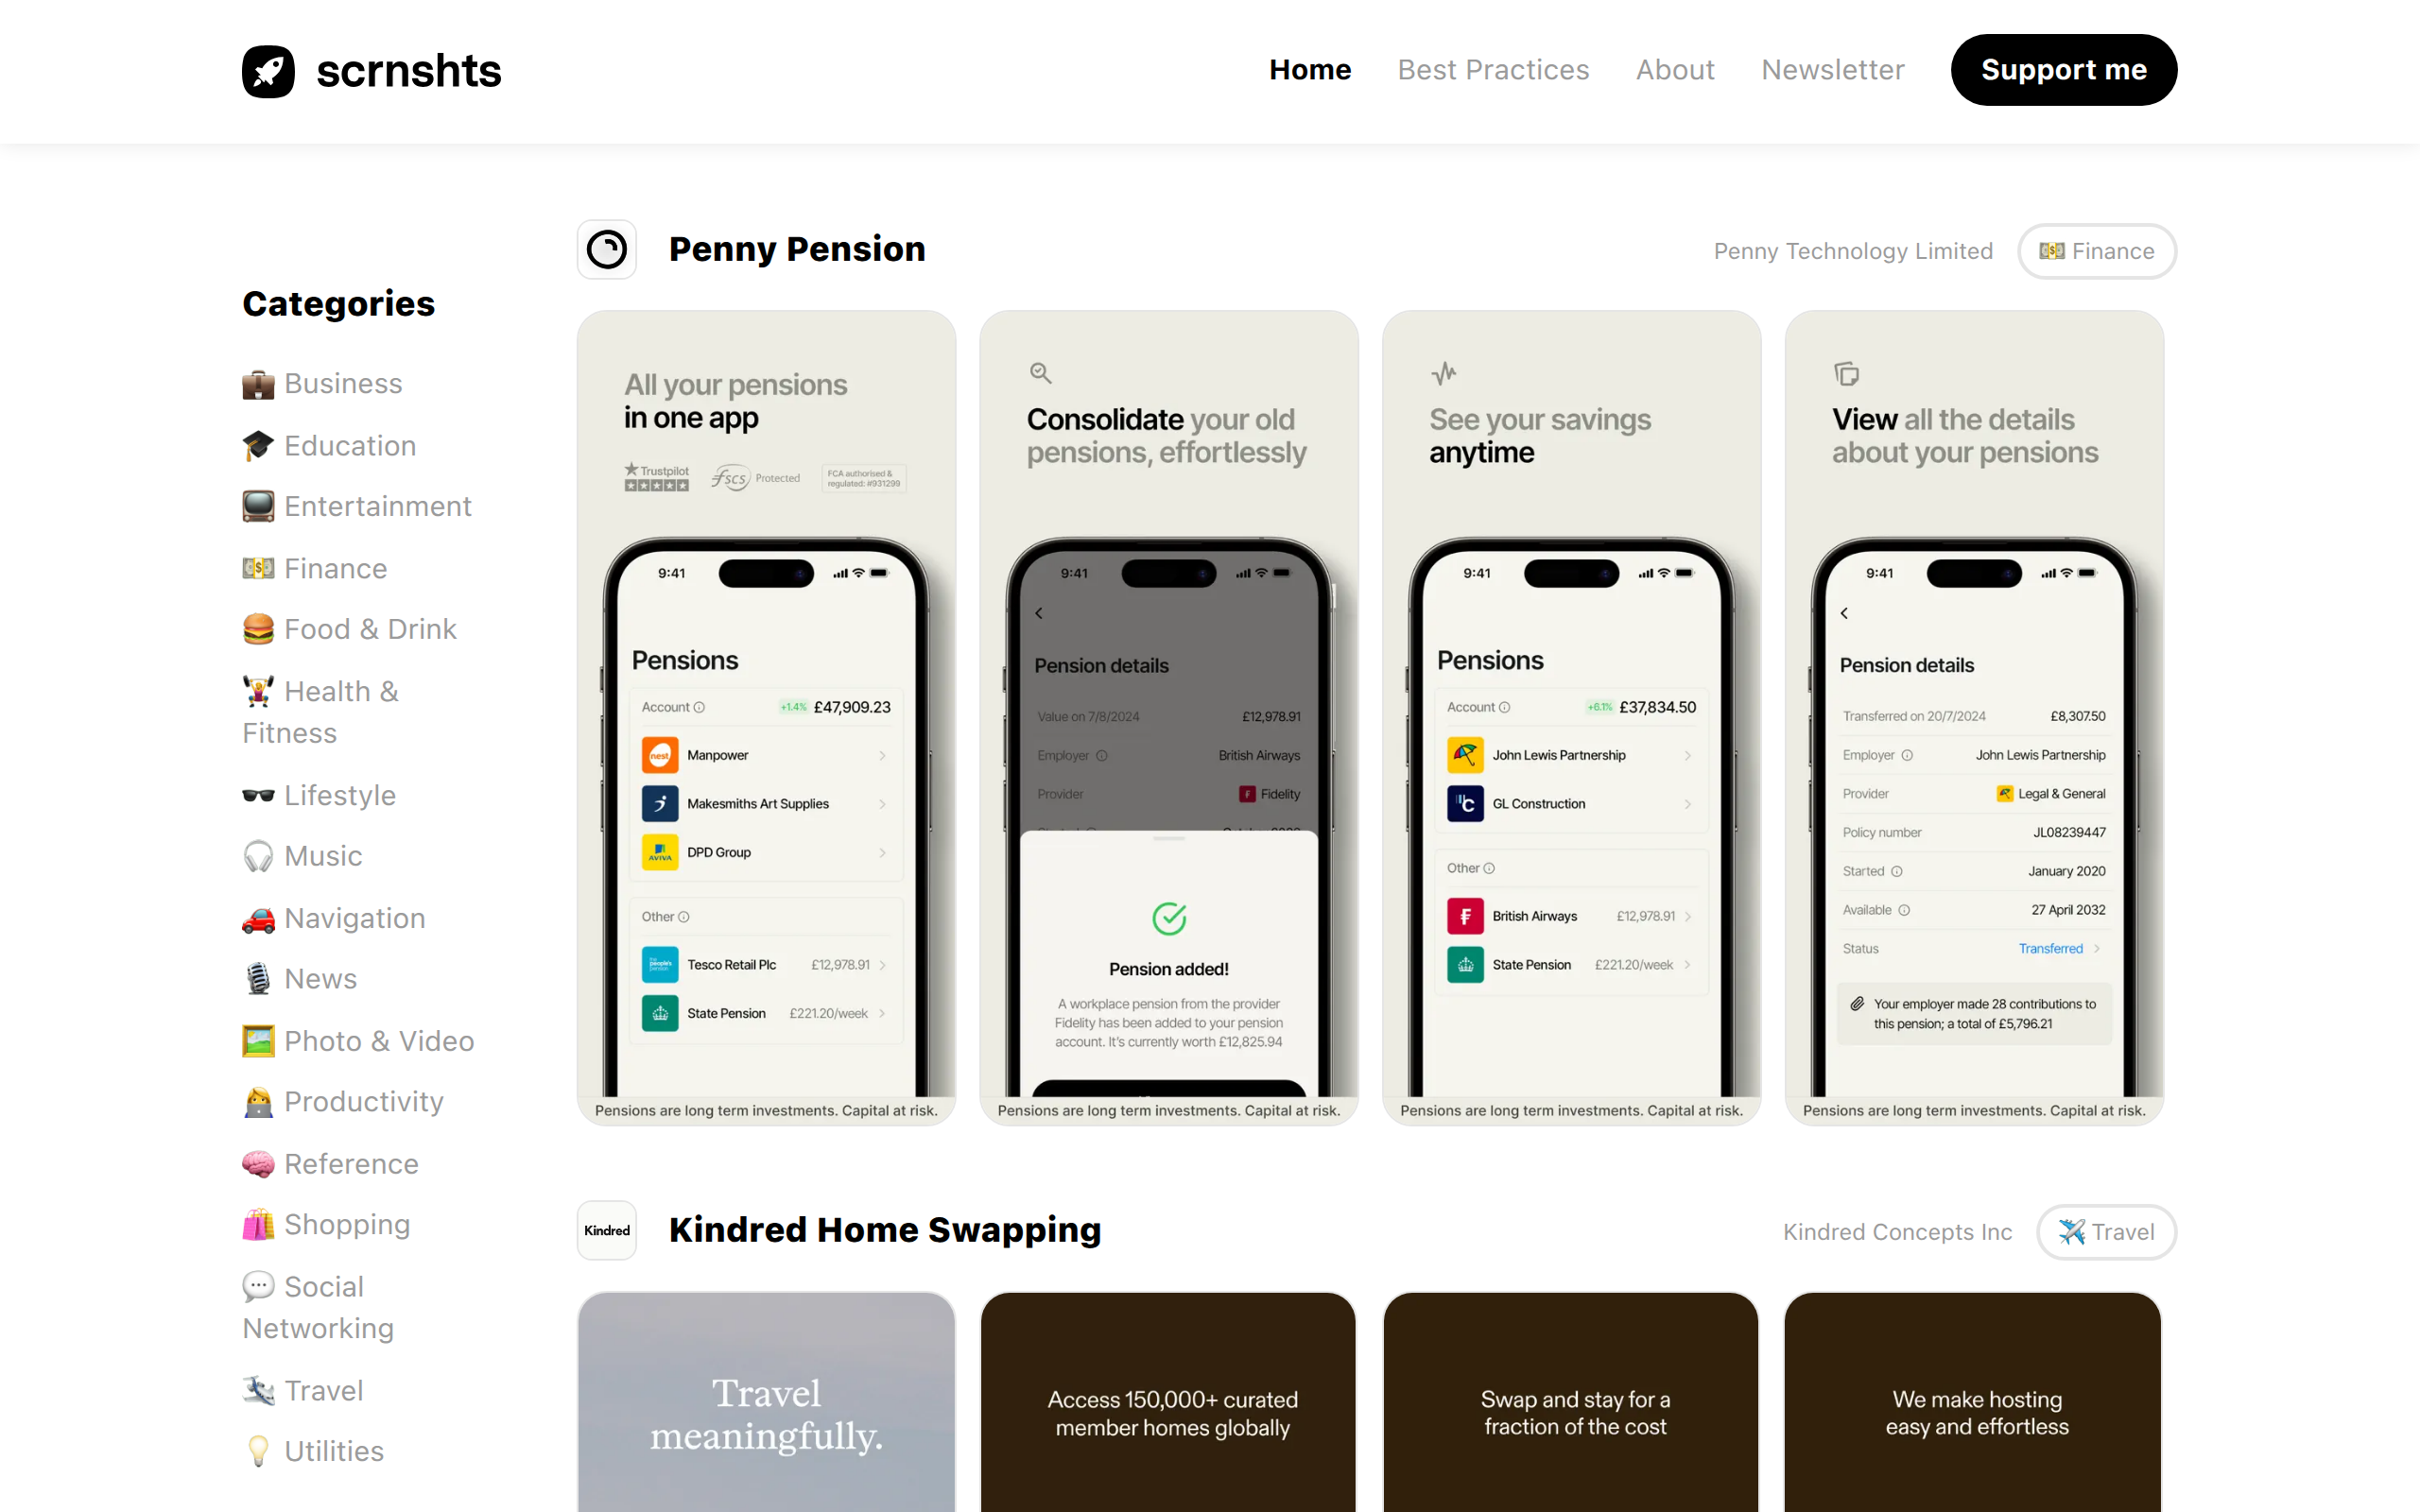 scrnshts
Home
Best Practices
About
Newsletter
Support me
Categories
Business
Education
Entertainment
Finance
Food & Drink
Health &
Fitness
Lifestyle
Music
Navigation
News
Photo & Video
Productivity
Reference
Shopping
Social
Networking
Travel
Utilities
Penny Pension
Penny Technology Limited
Finance
All your pensions
in one app
Trustpilot
FSCS Protected
FCA authorised &
regulated: #931299
9:41
Pensions
Account
+1.4% £47,909.23
nest
Manpower
Makesmiths Art Supplies
AVIVA
DPD Group
Other
people's
pension
Tesco Retail Plc £12,978.91
State Pension £221.20/week
Pensions are long term investments. Capital at risk.
Consolidate your old
pensions, effortlessly
9:41
Pension details
Value on 7/8/2024 £12,978.91
Employer British Airways
Provider Fidelity
Pension added!
A workplace pension from the provider
Fidelity has been added to your pension
account. It's currently worth £12,825.94
Pensions are long term investments. Capital at risk.
See your savings
anytime
9:41
Pensions
Account
+6.1% £37,834.50
John Lewis Partnership
GL Construction
Other
British Airways £12,978.91
State Pension £221.20/week
Pensions are long term investments. Capital at risk.
View all the details
about your pensions
9:41
Pension details
Transferred on 20/7/2024 £8,307.50
Employer John Lewis Partnership
Provider Legal & General
Policy number JL08239447
Started January 2020
Available 27 April 2032
Status Transferred
Your employer made 28 contributions to
this pension; a total of £5,796.21
Pensions are long term investments. Capital at risk.
Kindred
Kindred Home Swapping
Kindred Concepts Inc
Travel
Travel
meaningfully.
Access 150,000+ curated
member homes globally
Swap and stay for a
fraction of the cost
We make hosting
easy and effortless